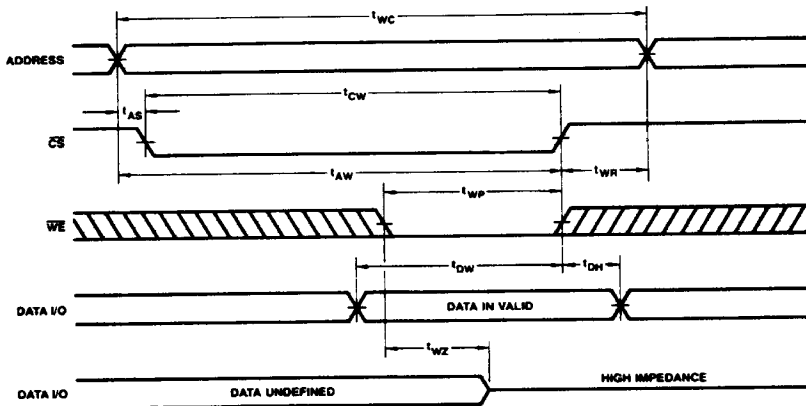 tWC
ADDRESS
tCW
tAS
CS
tAW
tWR
tWP
WE
tDW
tDH
DATA I/O
DATA IN VALID
tWZ
DATA I/O
DATA UNDEFINED
HIGH IMPEDANCE